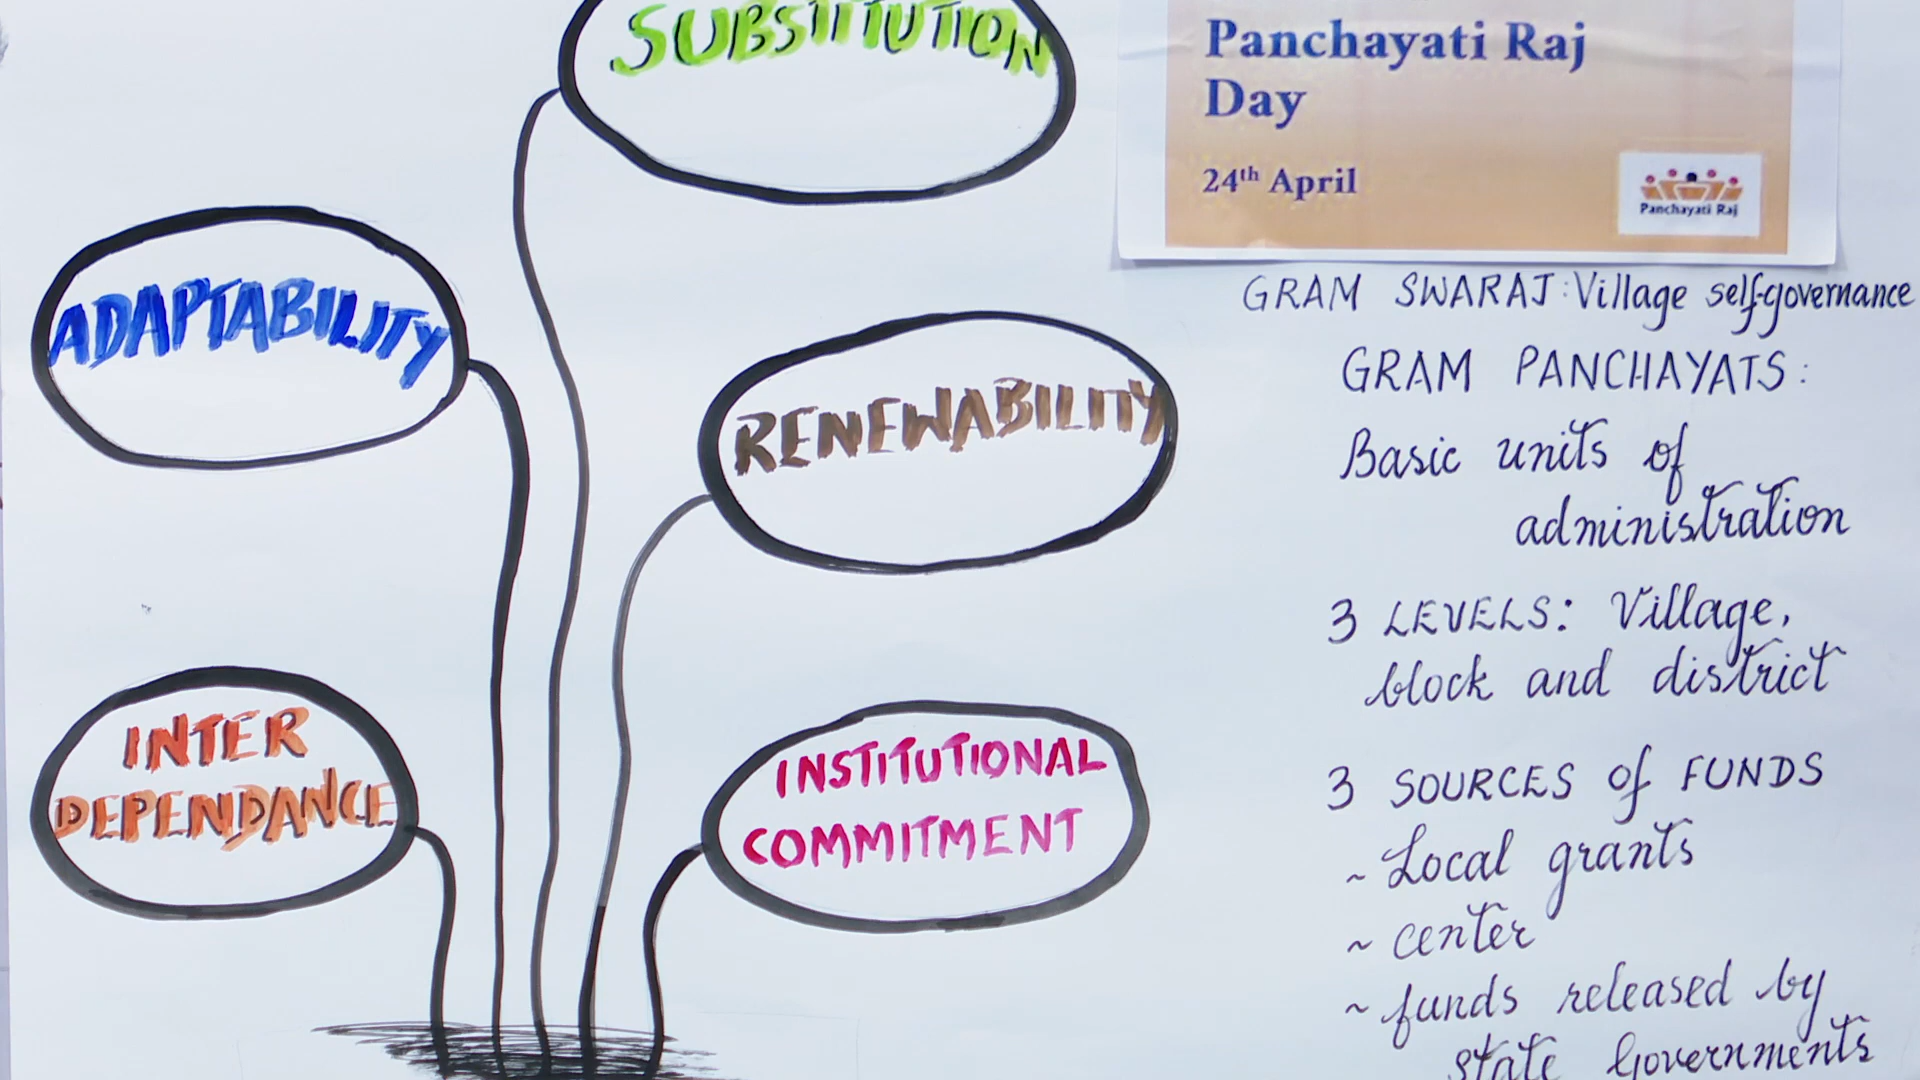 SUBSTITUTION
ADAPTABILITY
RENEWABILITY
INTER
DEPENDANCE
INSTITUTIONAL
COMMITMENT
Panchayati Raj
Day
24th April
Panchayati Raj
GRAM SWARAJ: Village self-governance
GRAM PANCHAYATS:
Basic units of
administration
3 LEVELS: Village,
block and district
3 SOURCES of FUNDS
~ Local grants
~ center
~ funds released by
state Governments